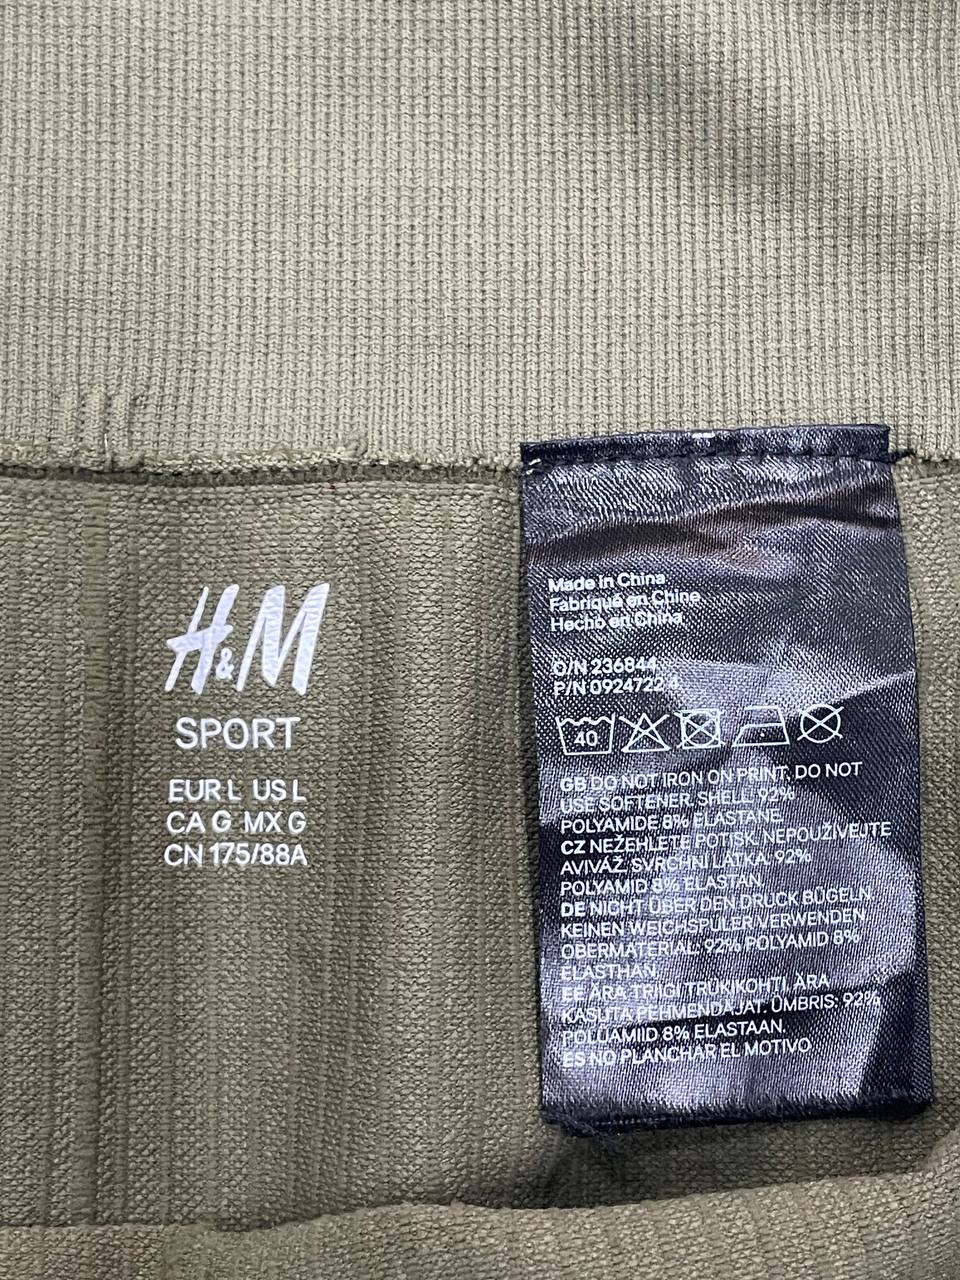 H&M
SPORT
EUR L US L
CA G MX G
CN 175/88A
Made in China
Fabriqué en Chine
Hecho en China
O/N 236844
P/N
40
GB DO NOT IRON ON PRINT, DO NOT
USE SOFTENER. SHELL: 92%
POLYAMIDE 8% ELASTANE.
CZ NEŽEHLETE POTISK, NEPOUŽÍVEJTE
AVIVÁŽ. SVRCHNÍ LÁTKA: 92%
POLYAMID 8% ELASTAN.
DE NICHT ÜBER DEN DRUCK BÜGELN,
KEINEN WEICHSPÜLER VERWENDEN.
OBERMATERIAL: 92% POLYAMID 8%
ELASTHAN.
EE ÄRA TRIIGI TRÜKIKOHTI, ÄRA
KASUTA PEHMENDAJAT. ÜMBRIS: 92%
POLÜAMIID 8% ELASTAAN.
ES NO PLANCHAR EL MOTIVO